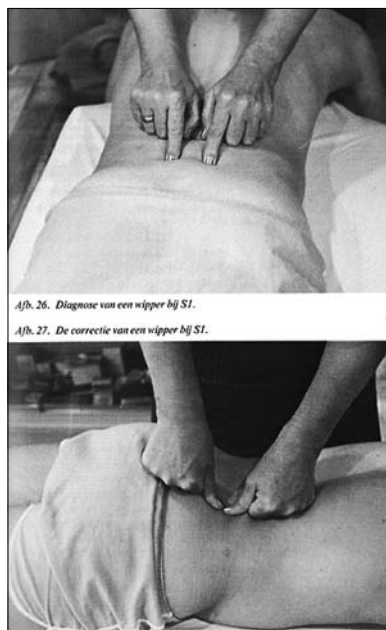 Afb. 26. Diagnose van een wipper bij S1.
Afb. 27. De correctie van een wipper bij S1.